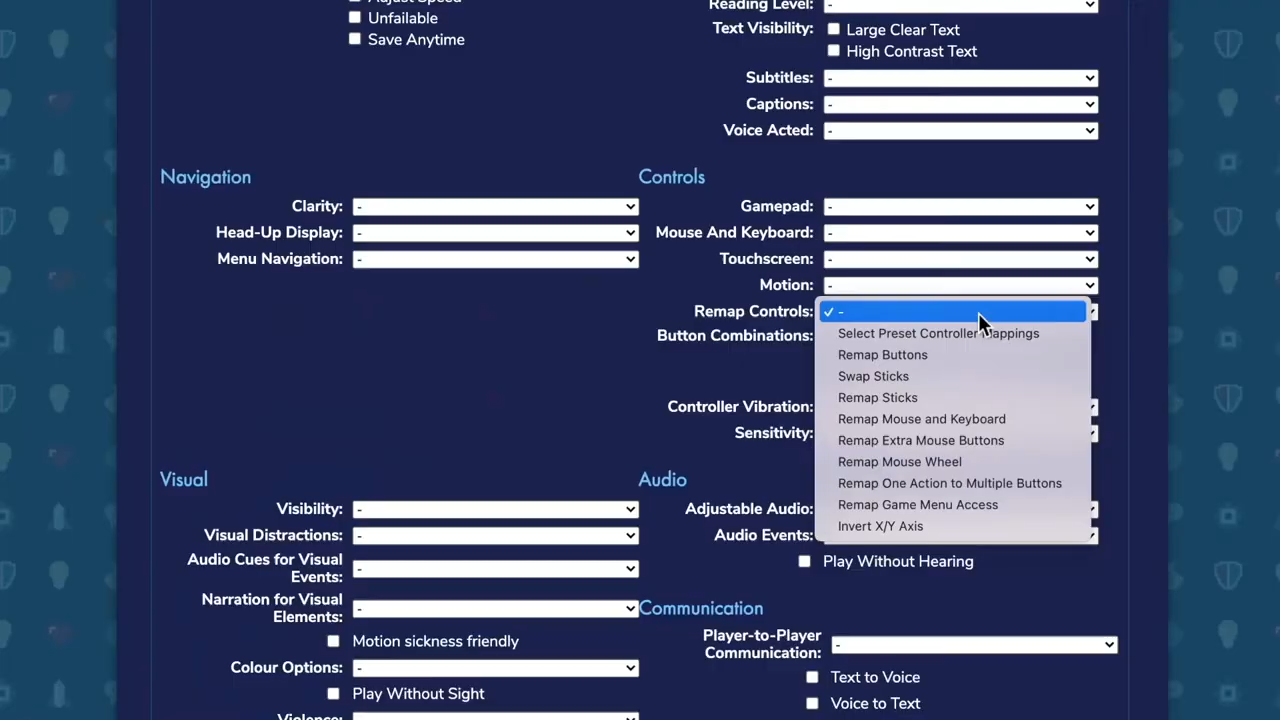 Adjust Speed
Unfailable
Save Anytime
Reading Level: -
Text Visibility:
Large Clear Text
High Contrast Text
Subtitles: -
Captions: -
Voice Acted: -
Navigation
Clarity: -
Head-Up Display: -
Menu Navigation: -
Controls
Gamepad: -
Mouse And Keyboard: -
Touchscreen: -
Motion: -
Remap Controls:
✓ -
Select Preset Controller Mappings
Remap Buttons
Swap Sticks
Remap Sticks
Remap Mouse and Keyboard
Remap Extra Mouse Buttons
Remap Mouse Wheel
Remap One Action to Multiple Buttons
Remap Game Menu Access
Invert X/Y Axis
Button Combinations:
Controller Vibration:
Sensitivity:
Visual
Visibility: -
Visual Distractions: -
Audio Cues for Visual
Events: -
Narration for Visual
Elements: -
Motion sickness friendly
Colour Options: -
Play Without Sight
Violence:
Audio
Adjustable Audio:
Audio Events:
Play Without Hearing
Communication
Player-to-Player
Communication: -
Text to Voice
Voice to Text